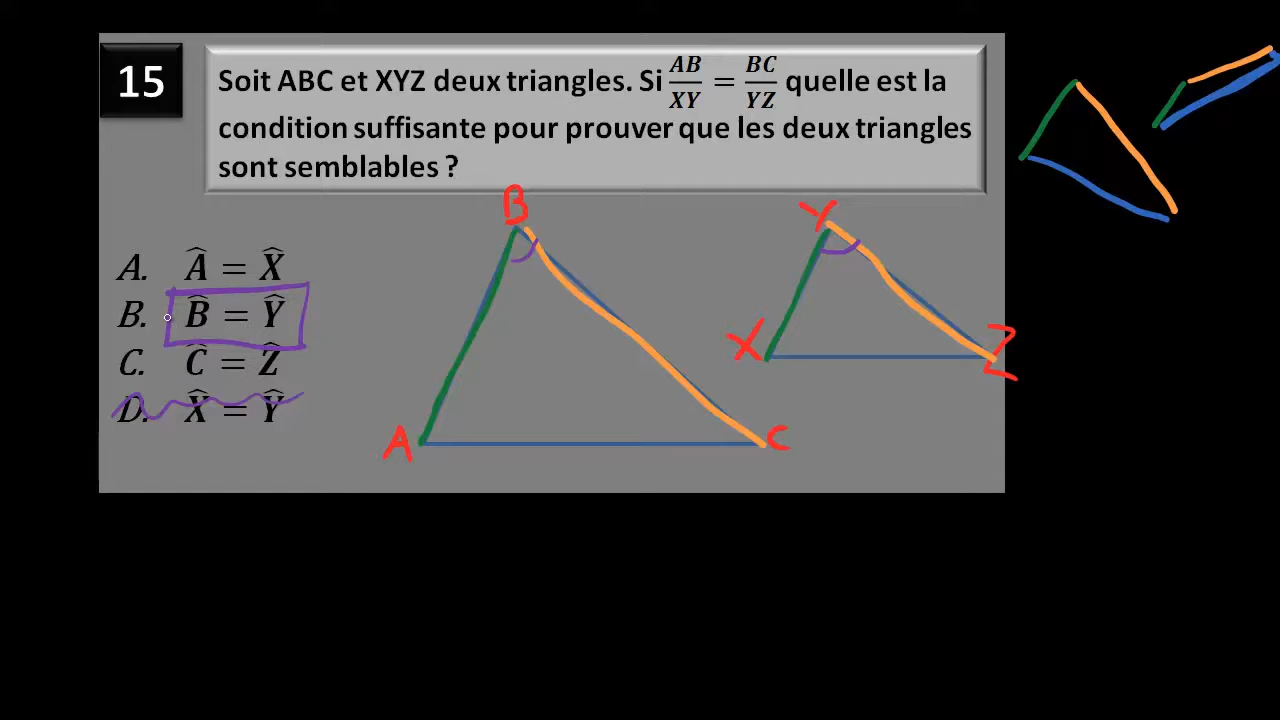 15
Soit ABC et XYZ deux triangles. Si AB/XY = BC/YZ quelle est la
condition suffisante pour prouver que les deux triangles
sont semblables ?
A. Â = X̂
B. B̂ = Ŷ
C. Ĉ = Ẑ
D. X̂ = Ŷ
B
Y
X
Z
A
C